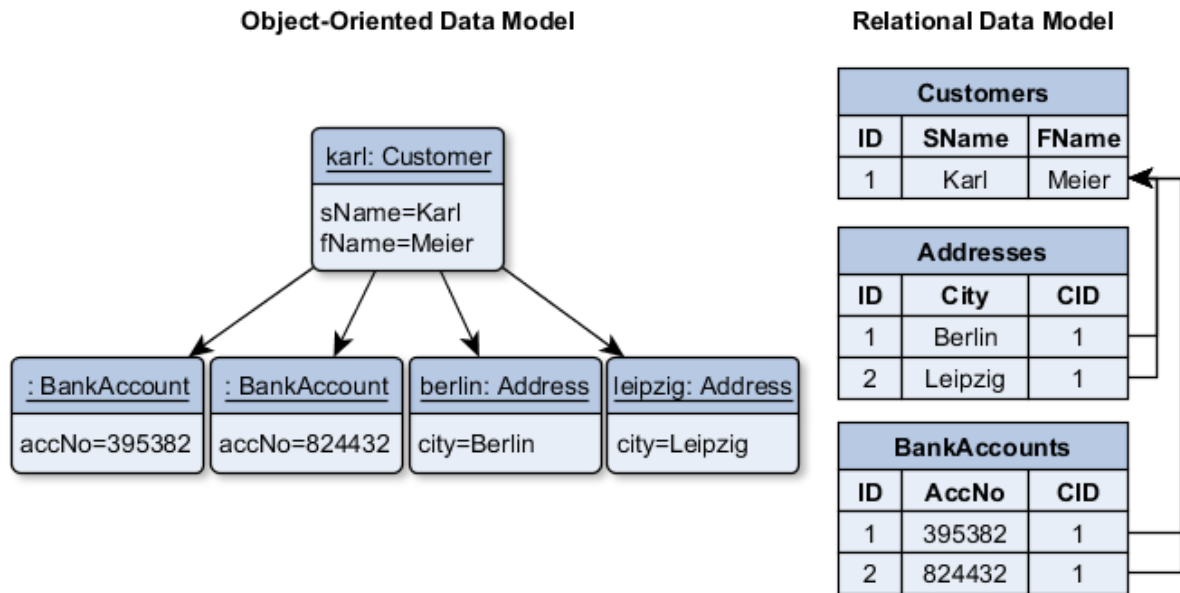 Object-Oriented Data Model
karl: Customer
sName=Karl
fName=Meier
: BankAccount
accNo=395382
: BankAccount
accNo=824432
berlin: Address
city=Berlin
leipzig: Address
city=Leipzig
Relational Data Model
Customers
ID SName FName
1 Karl Meier
Addresses
ID City CID
1 Berlin 1
2 Leipzig 1
BankAccounts
ID AccNo CID
1 395382 1
2 824432 1